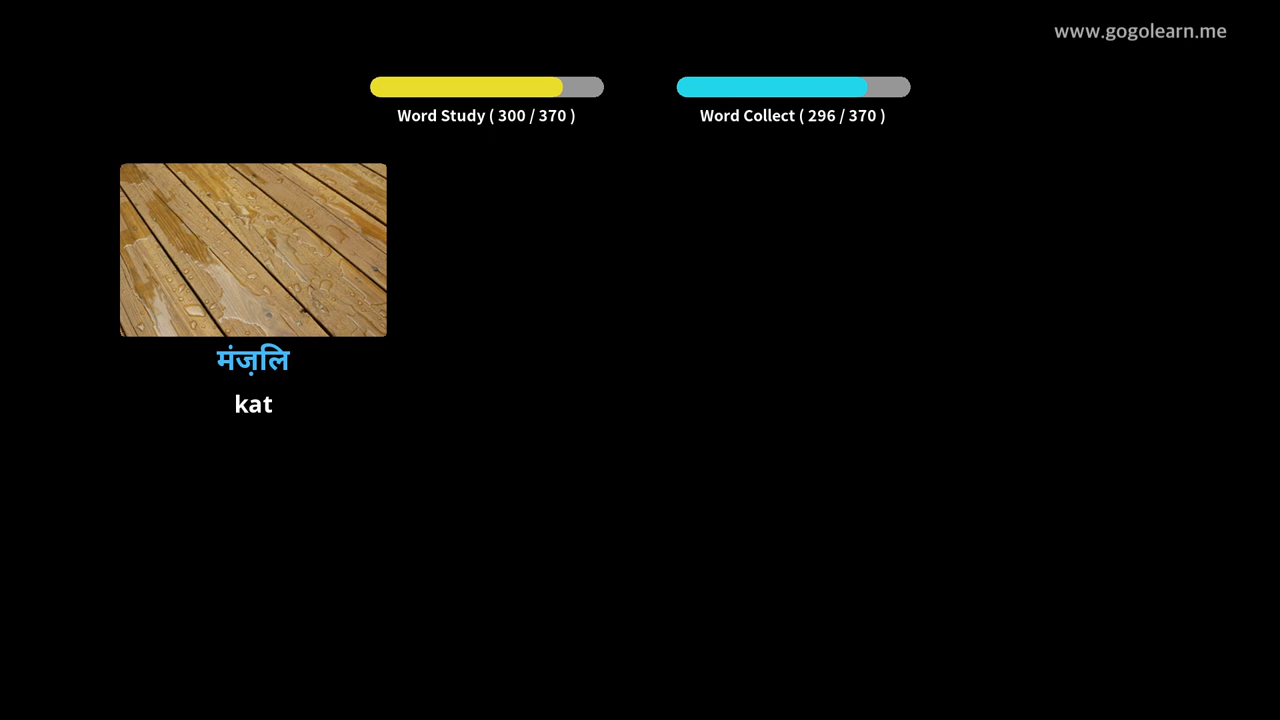 www.gogolearn.me
Word Study ( 300 / 370 )
Word Collect ( 296 / 370 )
मंज़लि
kat